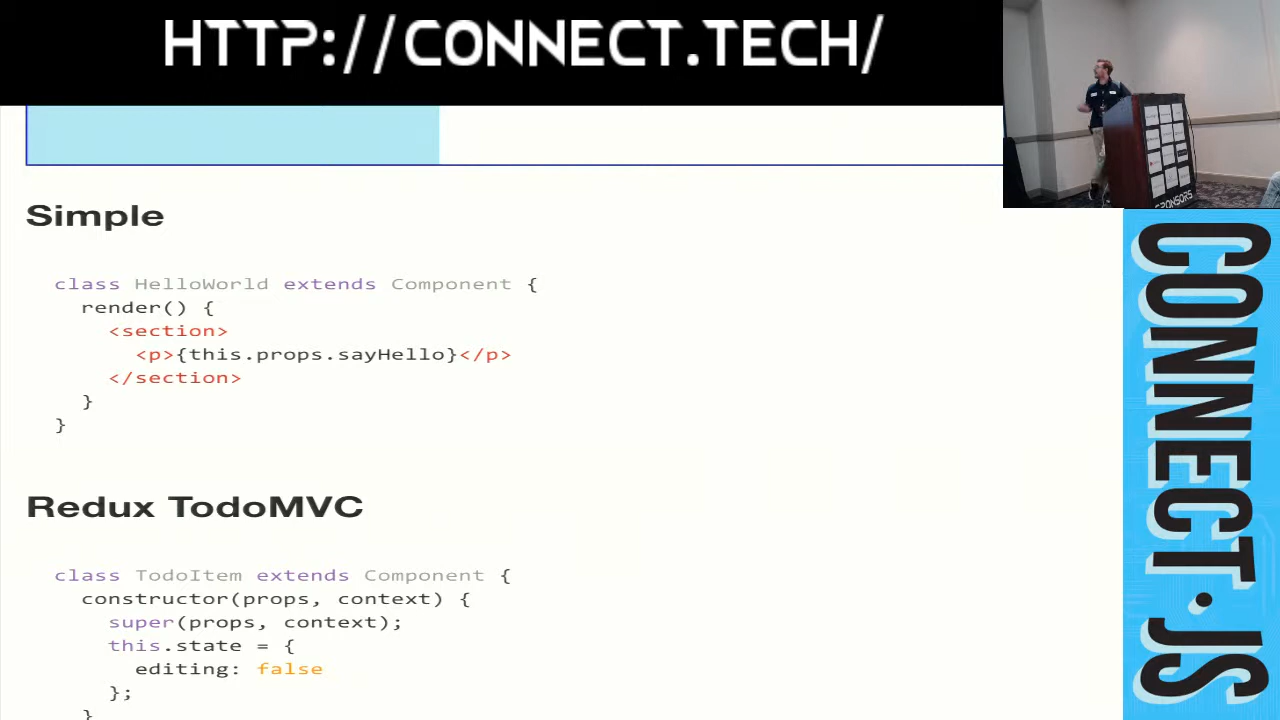 HTTP://CONNECT.TECH/
SPONSORS
Simple
class HelloWorld extends Component {
render() {
<section>
<p>{this.props.sayHello}</p>
</section>
}
}
Redux TodoMVC
class TodoItem extends Component {
constructor(props, context) {
super(props, context);
this.state = {
editing: false
};
}
CONNECT·JS